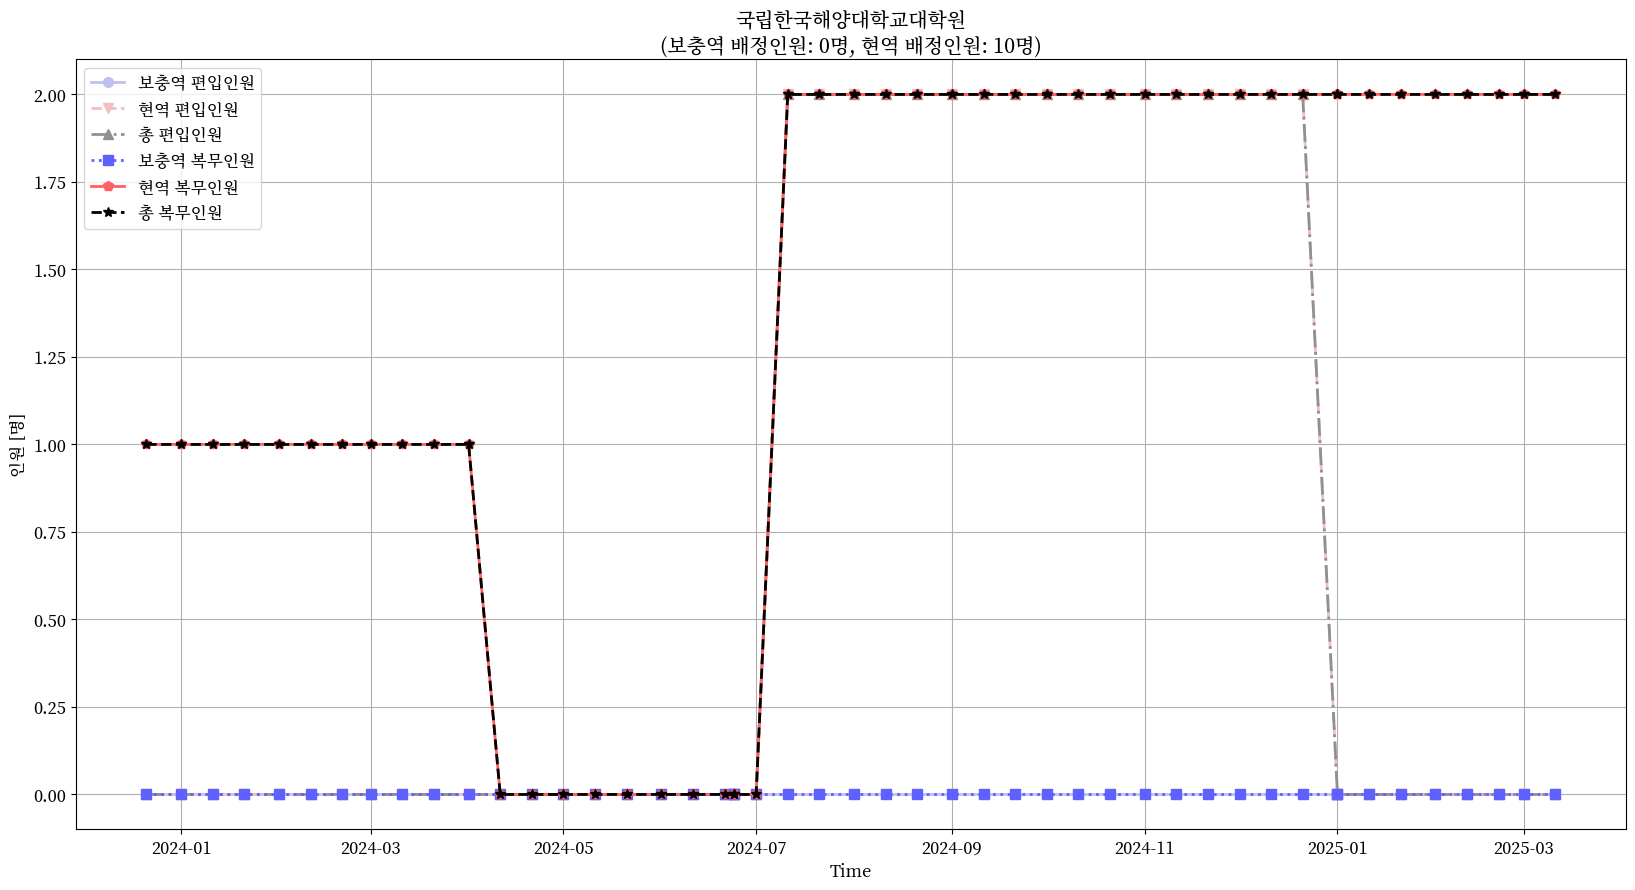 국립한국해양대학교대학원
(보충역 배정인원: 0명, 현역 배정인원: 10명)
보충역 편입인원
현역 편입인원
총 편입인원
보충역 복무인원
현역 복무인원
총 복무인원
2.00
1.75
1.50
1.25
1.00
0.75
0.50
0.25
0.00
인원 [명]
2024-01
2024-03
2024-05
2024-07
2024-09
2024-11
2025-01
2025-03
Time